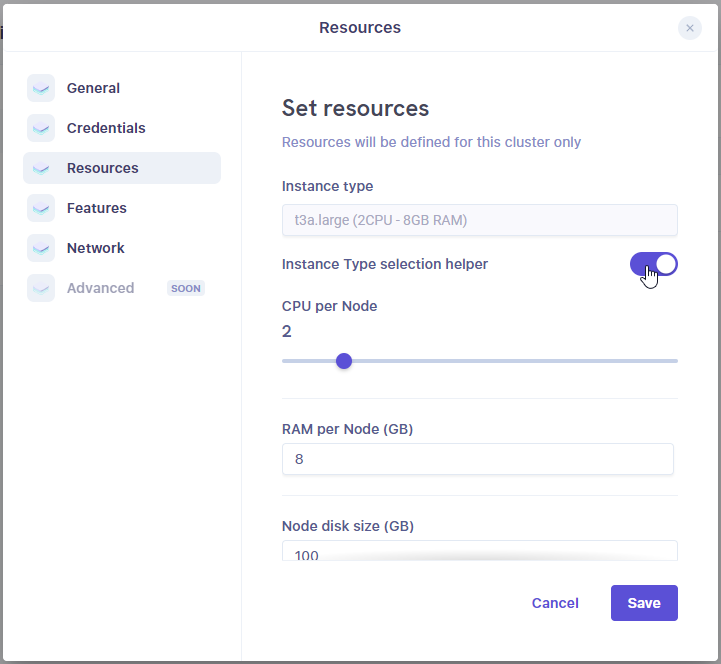 Resources
General
Credentials
Resources
Features
Network
Advanced SOON
Set resources
Resources will be defined for this cluster only
Instance type
t3a.large (2CPU - 8GB RAM)
Instance Type selection helper
CPU per Node
2
RAM per Node (GB)
8
Node disk size (GB)
100
Cancel Save